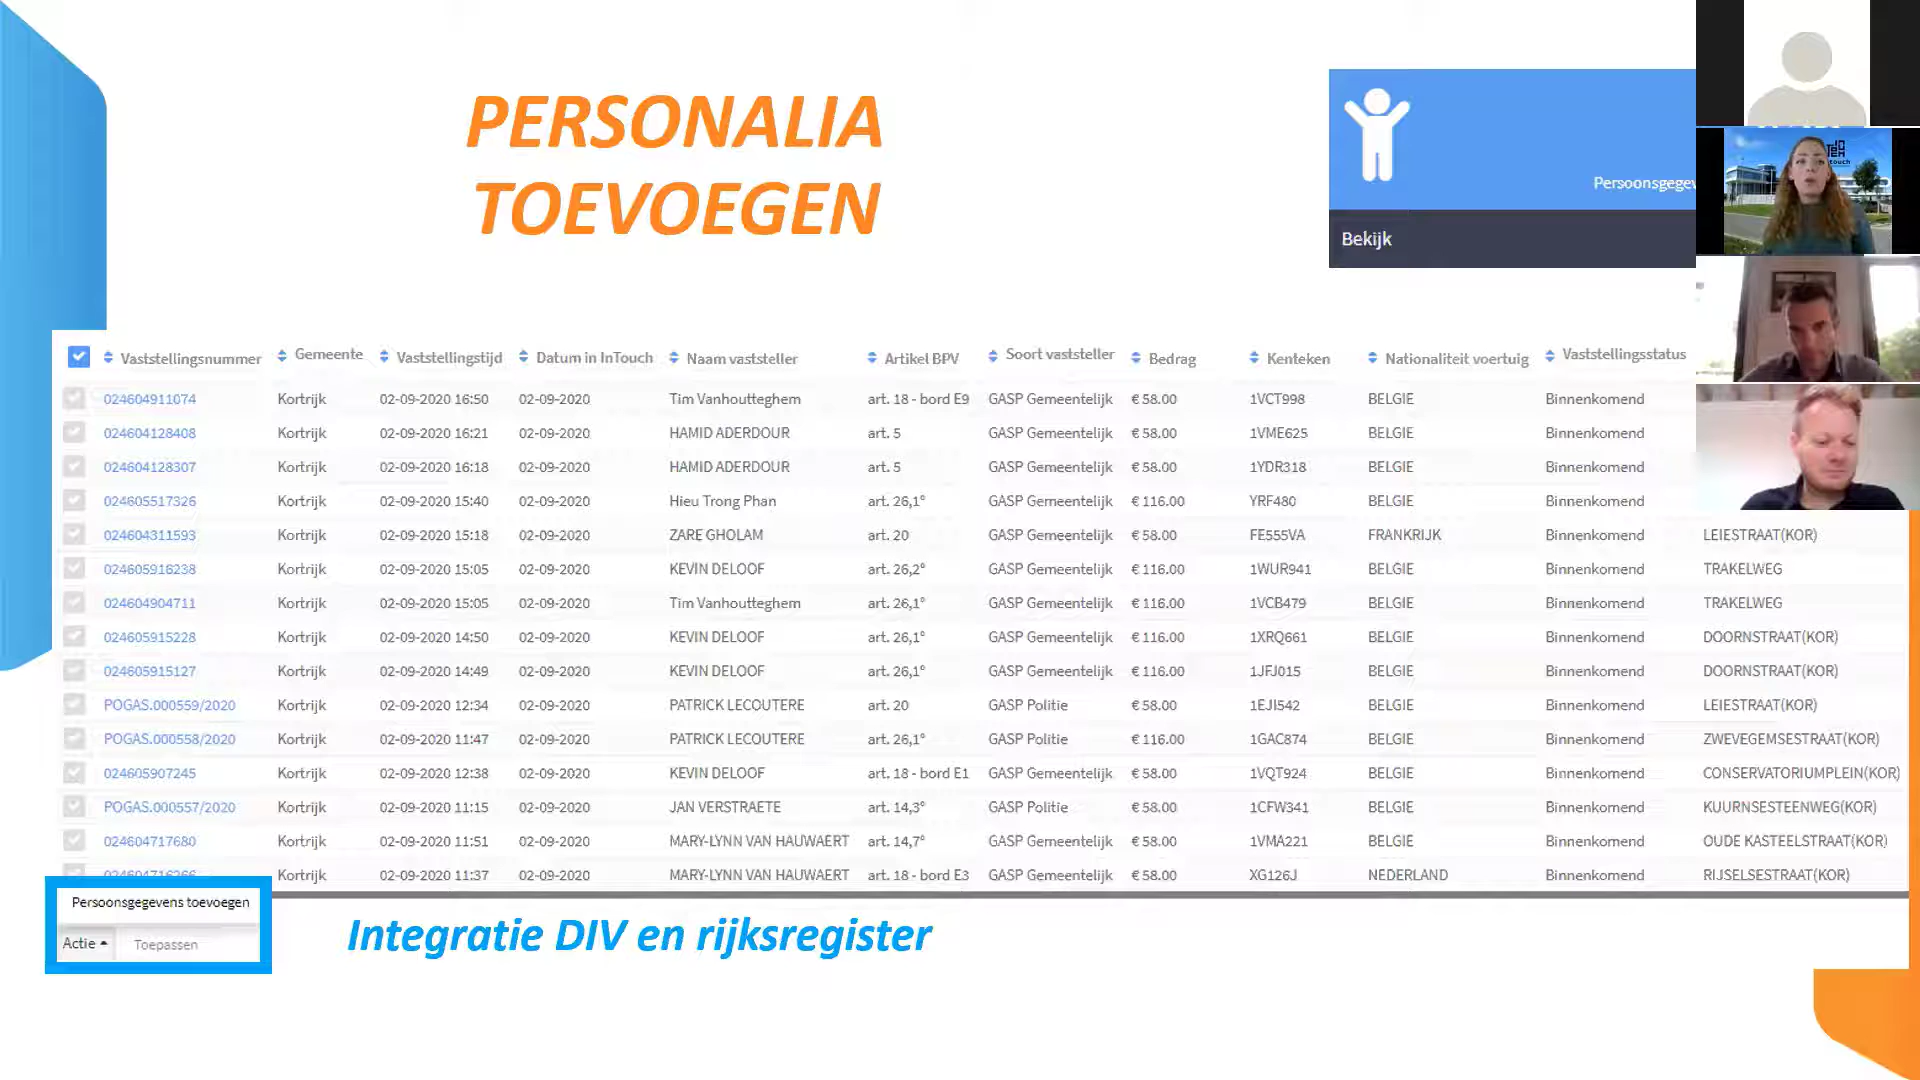 PERSONALIA
TOEVOEGEN
Bekijk
touch
Vaststellingsnummer Gemeente Vaststellingstijd Datum in InTouch Naam vaststeller Artikel BPV Soort vaststeller Bedrag Kenteken Nationaliteit voertuig Vaststellingsstatus
024604911074 Kortrijk 02-09-2020 16:50 02-09-2020 Tim Vanhoutteghem art. 18 - bord E9 GASP Gemeentelijk € 58.00 1VCT998 BELGIE Binnenkomend
024604128408 Kortrijk 02-09-2020 16:21 02-09-2020 HAMID ADERDOUR art. 5 GASP Gemeentelijk € 58.00 1VME625 BELGIE Binnenkomend
024604128307 Kortrijk 02-09-2020 16:18 02-09-2020 HAMID ADERDOUR art. 5 GASP Gemeentelijk € 58.00 1YDR318 BELGIE Binnenkomend
024605517326 Kortrijk 02-09-2020 15:40 02-09-2020 Hieu Trong Phan art. 26,1° GASP Gemeentelijk € 116.00 YRF480 BELGIE Binnenkomend
024604311593 Kortrijk 02-09-2020 15:18 02-09-2020 ZARE GHOLAM art. 20 GASP Gemeentelijk € 58.00 FE555VA FRANKRIJK Binnenkomend LEIESTRAAT(KOR)
024605916238 Kortrijk 02-09-2020 15:05 02-09-2020 KEVIN DELOOF art. 26,2° GASP Gemeentelijk € 116.00 1WUR941 BELGIE Binnenkomend TRAKELWEG
024604904711 Kortrijk 02-09-2020 15:05 02-09-2020 Tim Vanhoutteghem art. 26,1° GASP Gemeentelijk € 116.00 1VCB479 BELGIE Binnenkomend TRAKELWEG
024605915228 Kortrijk 02-09-2020 14:50 02-09-2020 KEVIN DELOOF art. 26,1° GASP Gemeentelijk € 116.00 1XRQ661 BELGIE Binnenkomend DOORNSTRAAT(KOR)
024605915127 Kortrijk 02-09-2020 14:49 02-09-2020 KEVIN DELOOF art. 26,1° GASP Gemeentelijk € 116.00 1JFJ015 BELGIE Binnenkomend DOORNSTRAAT(KOR)
POGAS.000559/2020 Kortrijk 02-09-2020 12:34 02-09-2020 PATRICK LECOUTERE art. 20 GASP Politie € 58.00 1EJI542 BELGIE Binnenkomend LEIESTRAAT(KOR)
POGAS.000558/2020 Kortrijk 02-09-2020 11:47 02-09-2020 PATRICK LECOUTERE art. 26,1° GASP Politie € 116.00 1GAC874 BELGIE Binnenkomend ZWEVEGEMSESTRAAT(KOR)
024605907245 Kortrijk 02-09-2020 12:38 02-09-2020 KEVIN DELOOF art. 18 - bord E1 GASP Gemeentelijk € 58.00 1VQT924 BELGIE Binnenkomend CONSERVATORIUMPLEIN(KOR)
POGAS.000557/2020 Kortrijk 02-09-2020 11:15 02-09-2020 JAN VERSTRAETE art. 14,3° GASP Politie € 58.00 1CFW341 BELGIE Binnenkomend KUURNSESTEENWEG(KOR)
024604717680 Kortrijk 02-09-2020 11:51 02-09-2020 MARY-LYNN VAN HAUWAERT art. 14,7° GASP Gemeentelijk € 58.00 1VMA221 BELGIE Binnenkomend OUDE KASTEELSTRAAT(KOR)
024604716266 Kortrijk 02-09-2020 11:37 02-09-2020 MARY-LYNN VAN HAUWAERT art. 18 - bord E3 GASP Gemeentelijk € 58.00 XG126J NEDERLAND Binnenkomend RIJSELSESTRAAT(KOR)
Persoonsgegevens toevoegen
Actie Toepassen
Integratie DIV en rijksregister